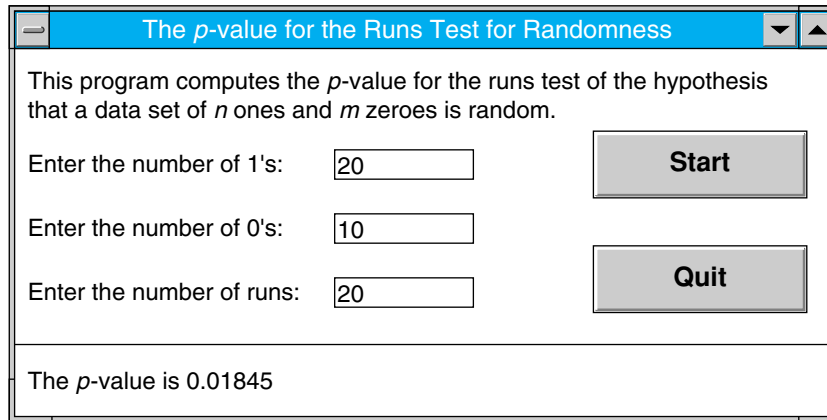 The p-value for the Runs Test for Randomness
This program computes the p-value for the runs test of the hypothesis
that a data set of n ones and m zeroes is random.
Enter the number of 1's: 20
Start
Enter the number of 0's: 10
Quit
Enter the number of runs: 20
The p-value is 0.01845